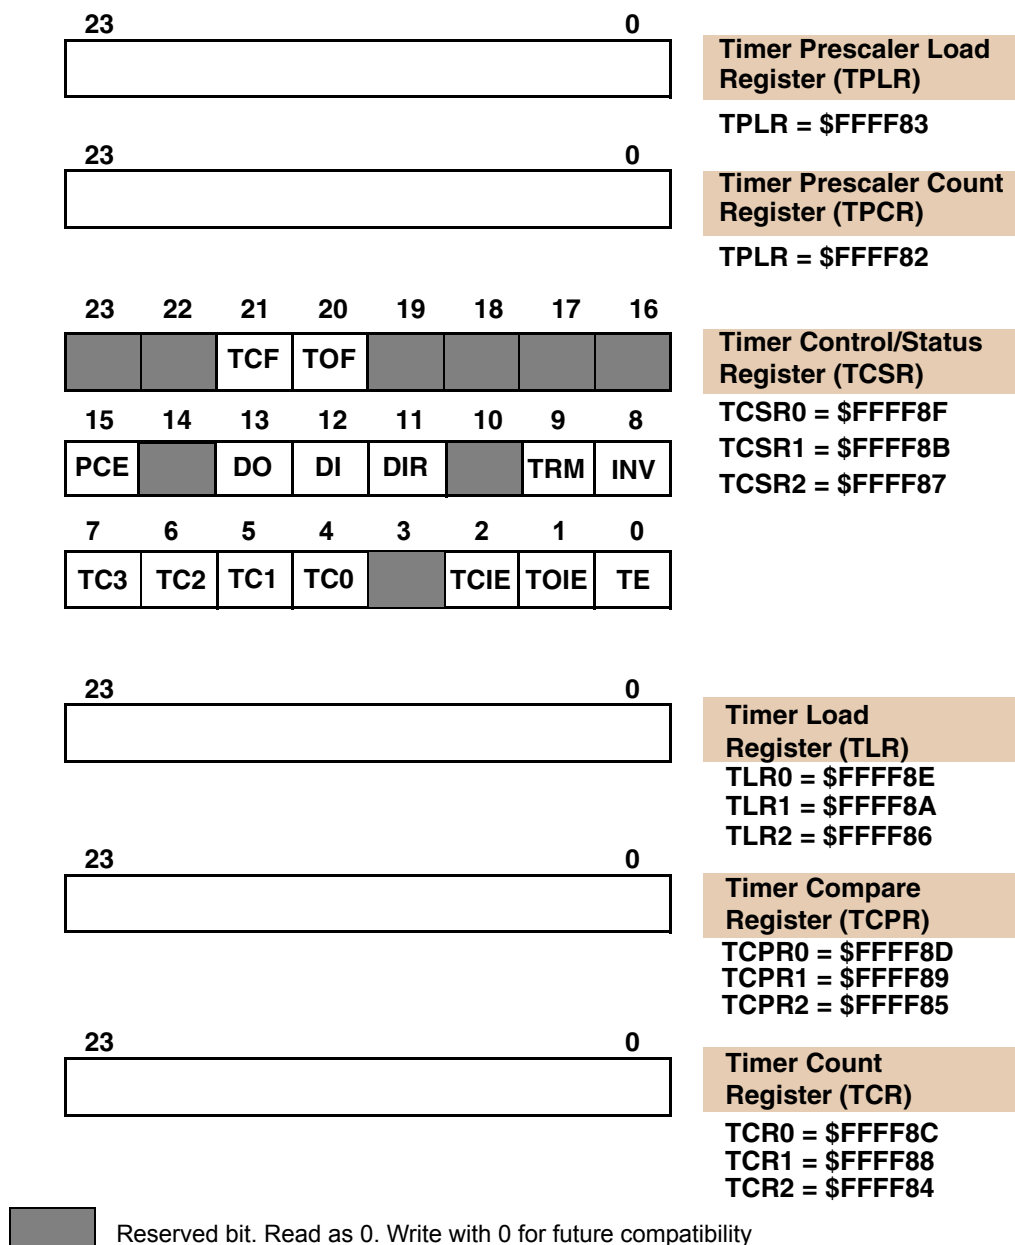 23 0
Timer Prescaler Load
Register (TPLR)
TPLR = $FFFF83
23 0
Timer Prescaler Count
Register (TPCR)
TPLR = $FFFF82
23 22 21 20 19 18 17 16
TCF TOF
Timer Control/Status
Register (TCSR)
TCSR0 = $FFFF8F
TCSR1 = $FFFF8B
TCSR2 = $FFFF87
15 14 13 12 11 10 9 8
PCE DO DI DIR TRM INV
7 6 5 4 3 2 1 0
TC3 TC2 TC1 TC0 TCIE TOIE TE
23 0
Timer Load
Register (TLR)
TLR0 = $FFFF8E
TLR1 = $FFFF8A
TLR2 = $FFFF86
23 0
Timer Compare
Register (TCPR)
TCPR0 = $FFFF8D
TCPR1 = $FFFF89
TCPR2 = $FFFF85
23 0
Timer Count
Register (TCR)
TCR0 = $FFFF8C
TCR1 = $FFFF88
TCR2 = $FFFF84
Reserved bit. Read as 0. Write with 0 for future compatibility